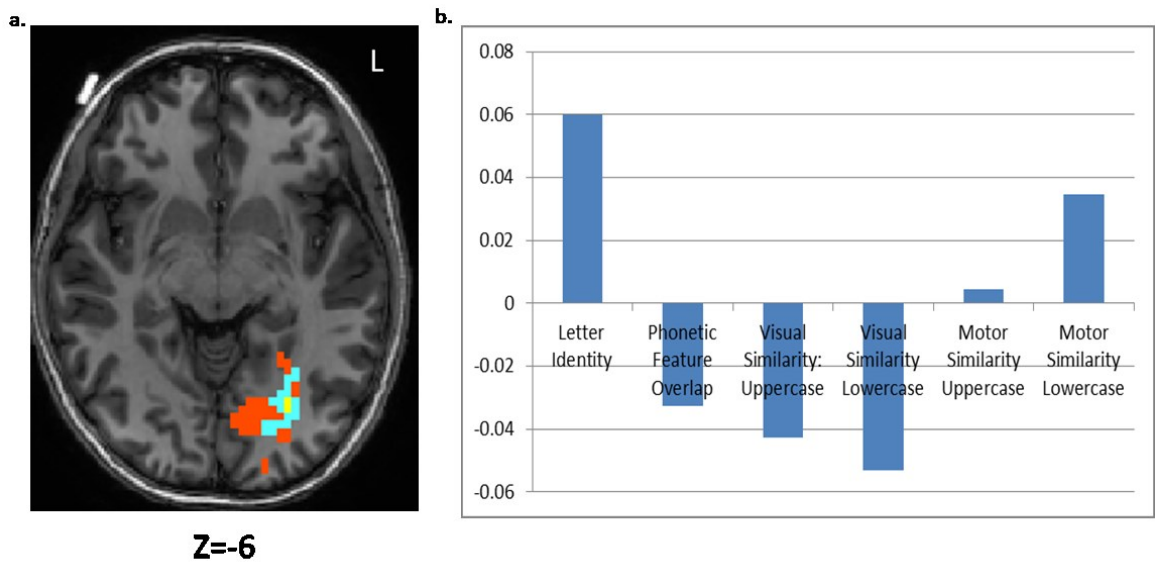 a.
L
Z=-6
b.
0.08
0.06
0.04
0.02
0
-0.02
-0.04
-0.06
Letter
Identity
Phonetic
Feature
Overlap
Visual
Similarity:
Uppercase
Visual
Similarity
Lowercase
Motor
Similarity
Uppercase
Motor
Similarity
Lowercase